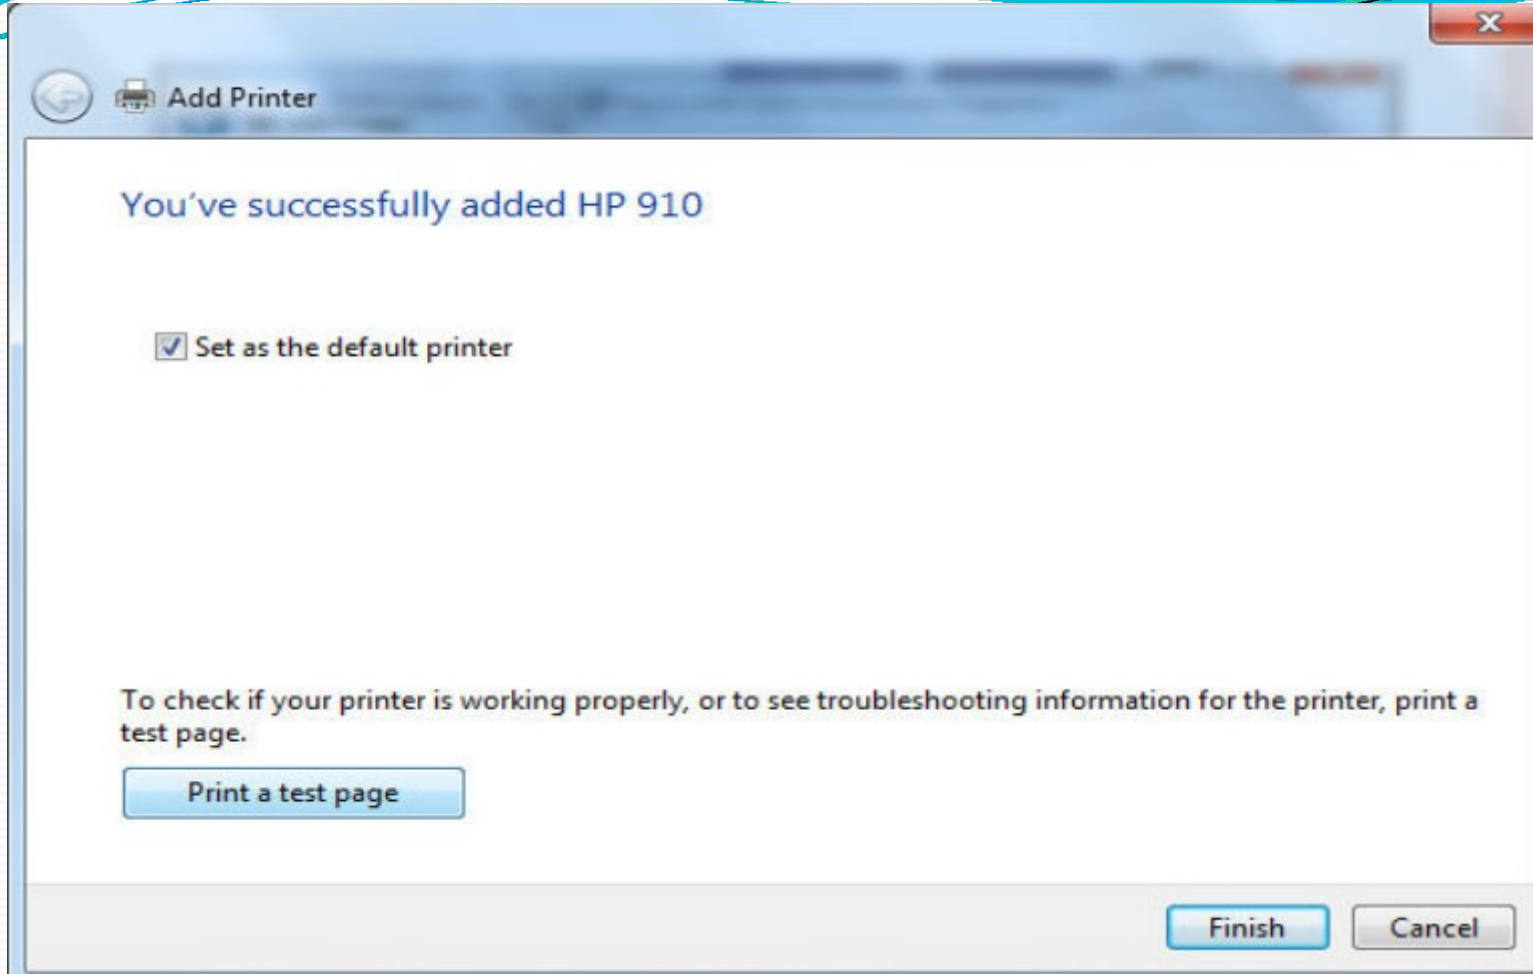 Add Printer
You've successfully added HP 910
Set as the default printer
To check if your printer is working properly, or to see troubleshooting information for the printer, print a
test page.
Print a test page
Finish
Cancel